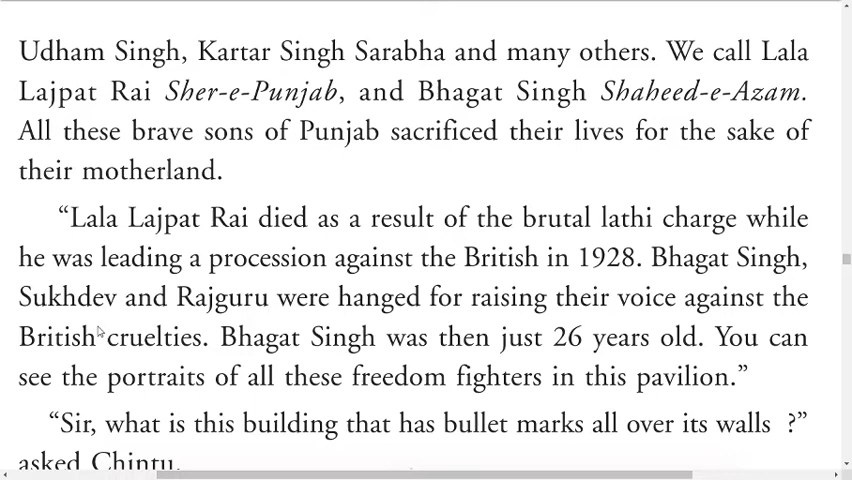 Udham Singh, Kartar Singh Sarabha and many others. We call Lala
Lajpat Rai Sher-e-Punjab, and Bhagat Singh Shaheed-e-Azam.
All these brave sons of Punjab sacrificed their lives for the sake of
their motherland.
“Lala Lajpat Rai died as a result of the brutal lathi charge while
he was leading a procession against the British in 1928. Bhagat Singh,
Sukhdev and Rajguru were hanged for raising their voice against the
British cruelties. Bhagat Singh was then just 26 years old. You can
see the portraits of all these freedom fighters in this pavilion.”
“Sir, what is this building that has bullet marks all over its walls ?”
asked Chintu.